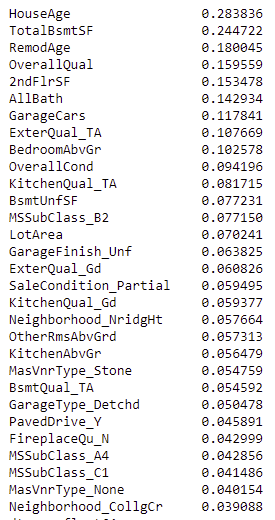 HouseAge 0.283836
TotalBsmtSF 0.244722
RemodAge 0.180045
OverallQual 0.159559
2ndFlrSF 0.153478
AllBath 0.142934
GarageCars 0.117841
ExterQual_TA 0.107669
BedroomAbvGr 0.102578
OverallCond 0.094196
KitchenQual_TA 0.081715
BsmtUnfSF 0.077231
MSSubClass_B2 0.077150
LotArea 0.070241
GarageFinish_Unf 0.063825
ExterQual_Gd 0.060826
SaleCondition_Partial 0.059495
KitchenQual_Gd 0.059377
Neighborhood_NridgHt 0.057664
OtherRmsAbvGrd 0.057313
KitchenAbvGr 0.056479
MasVnrType_Stone 0.054759
BsmtQual_TA 0.054592
GarageType_Detchd 0.050478
PavedDrive_Y 0.045891
FireplaceQu_N 0.042999
MSSubClass_A4 0.042856
MSSubClass_C1 0.041486
MasVnrType_None 0.040154
Neighborhood_CollgCr 0.039088